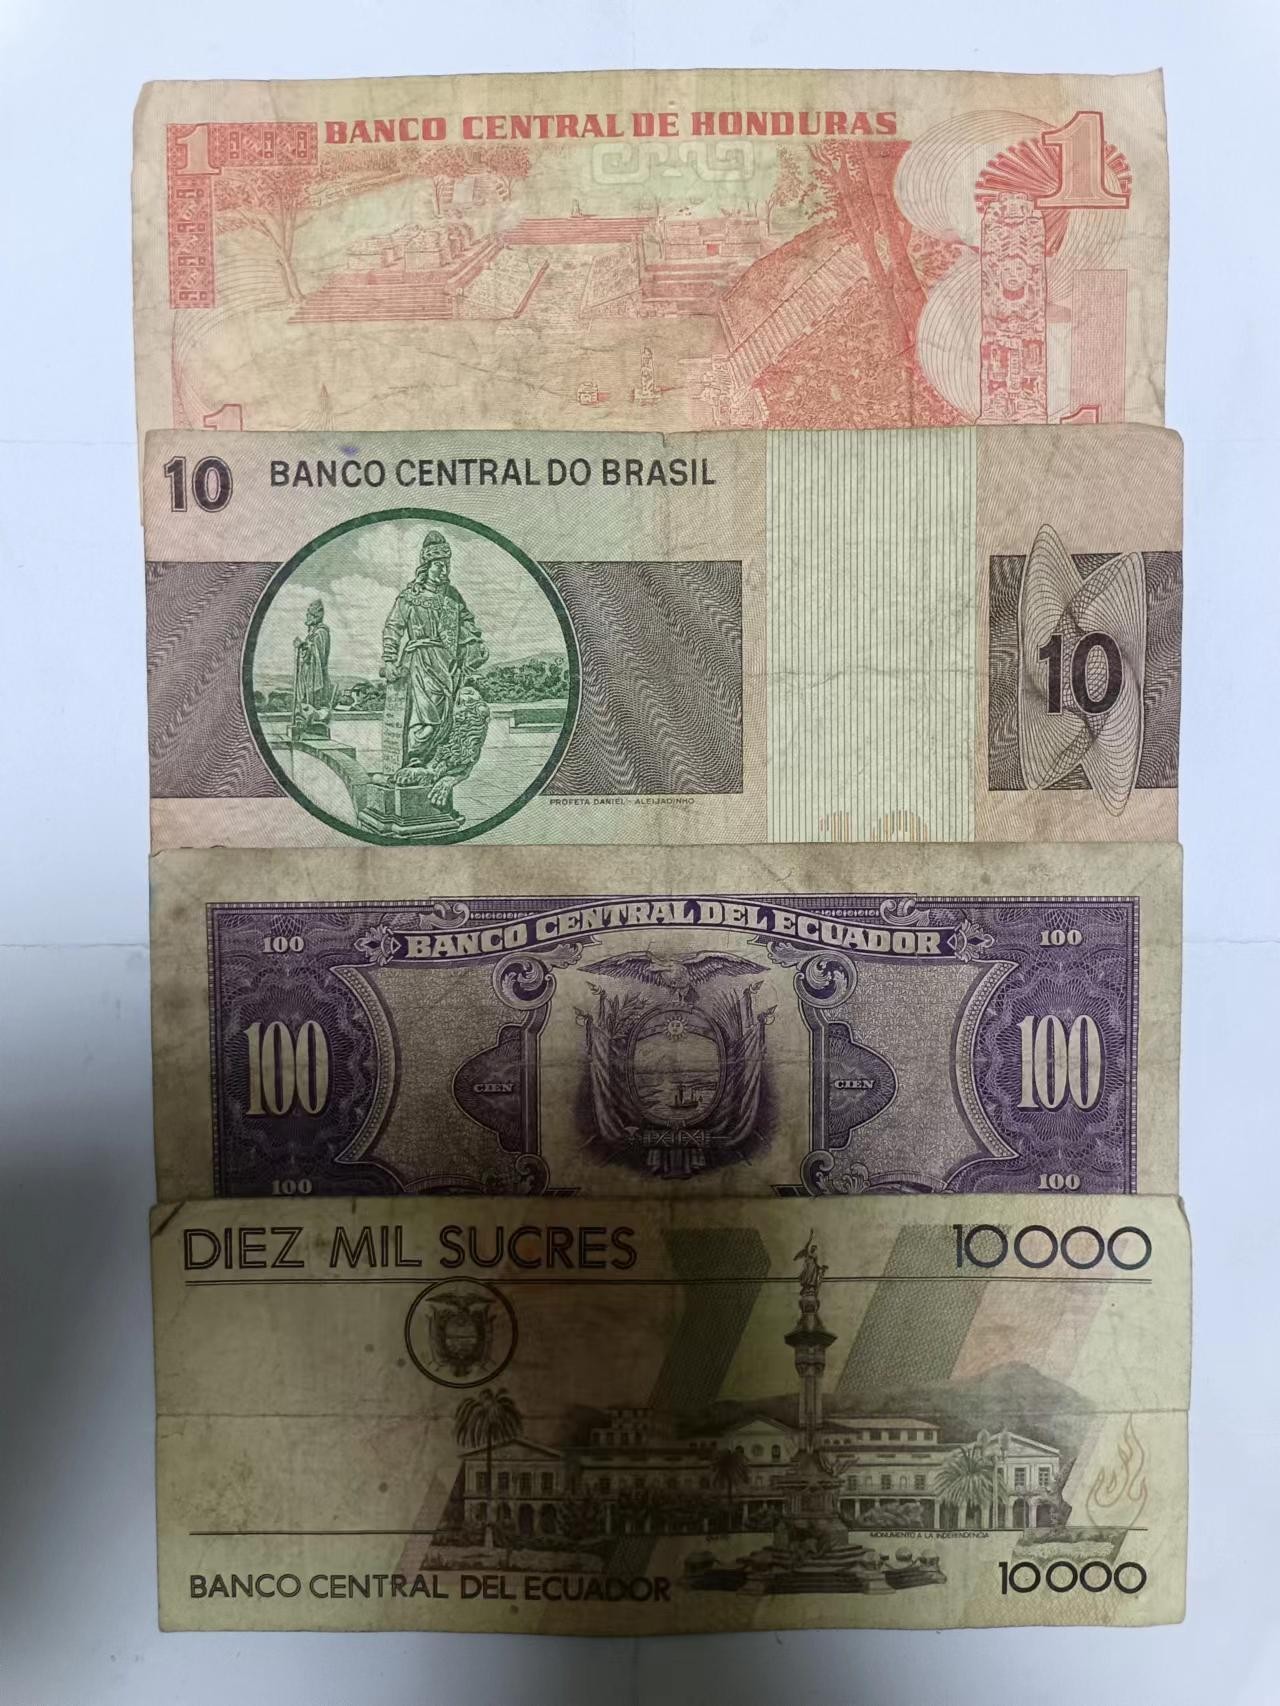 1
BANCO CENTRAL DE HONDURAS
1
1
1
10
BANCO CENTRAL DO BRASIL
10
PROFETA DANIEL - ALEIJADINHO
BANCO CENTRAL DEL ECUADOR
100
100
100
100
CIEN
CIEN
100
100
DIEZ MIL SUCRES
10000
MONUMENTO A LA INDEPENDENCIA
BANCO CENTRAL DEL ECUADOR
10000